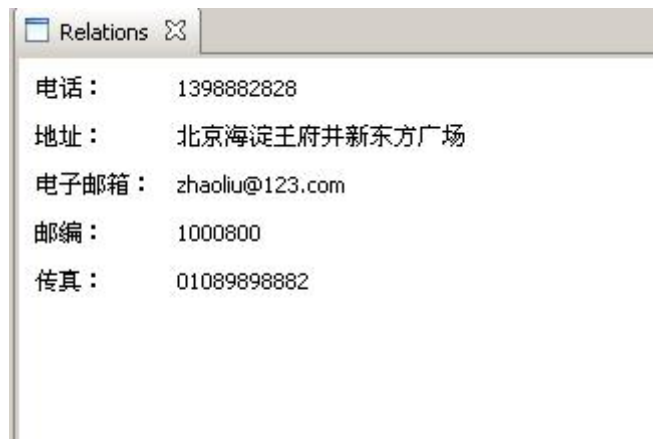 Relations
电话： 1398882828
地址： 北京海淀王府井新东方广场
电子邮箱： zhaoliu@123.com
邮编： 1000800
传真： 01089898882